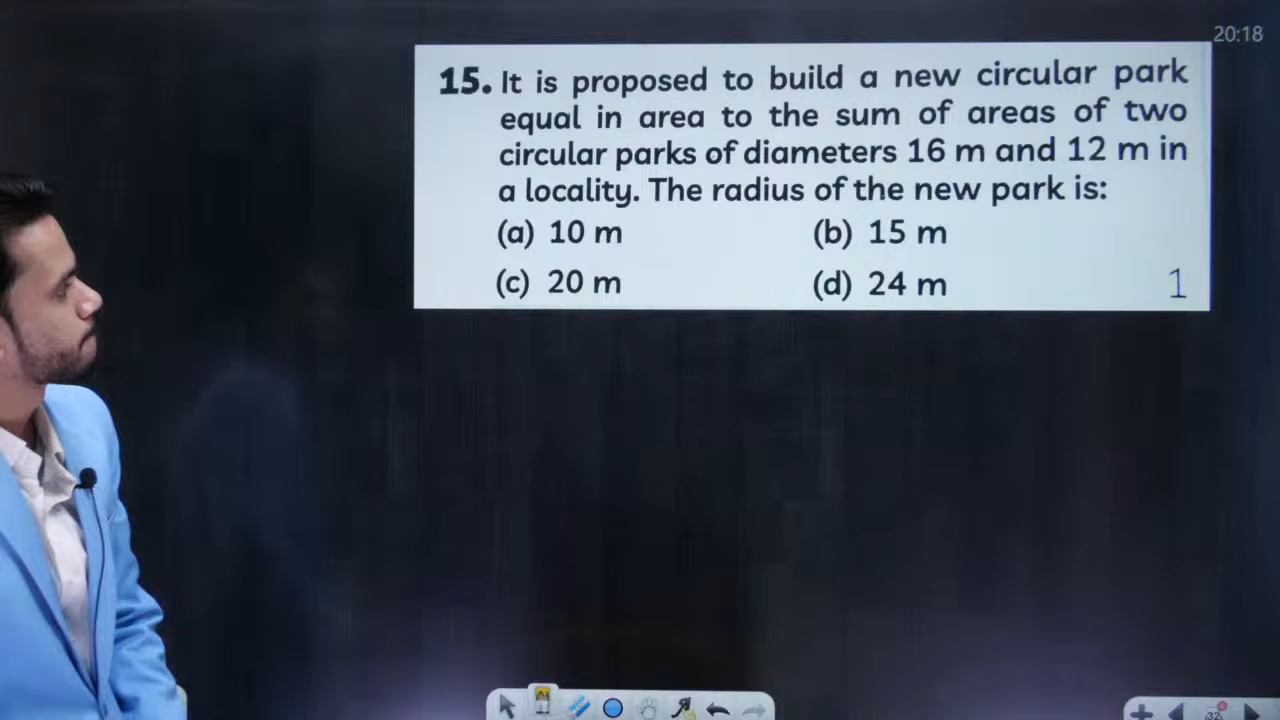 20:18
15. It is proposed to build a new circular park
equal in area to the sum of areas of two
circular parks of diameters 16 m and 12 m in
a locality. The radius of the new park is:
(a) 10 m (b) 15 m
(c) 20 m (d) 24 m 1
32